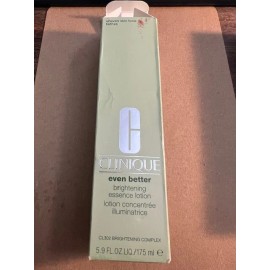 CLINIQUE
even better
brightening
essence lotion
lotion concentrée
illuminatrice
CL302 BRIGHTENING COMPLEX
5.9 FL.OZ.LIQ/175 ml ℮